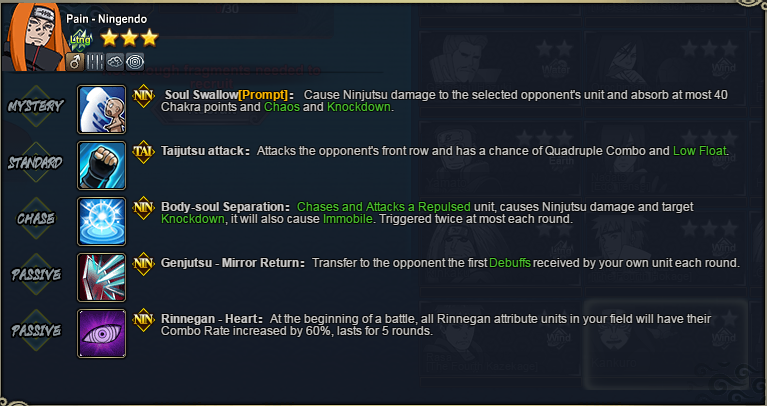 /30
Pain - Ningendo
Ltng
MYSTERY
NIN
Soul Swallow[Prompt]: Cause Ninjutsu damage to the selected opponent's unit and absorb at most 40
Chakra points and Chaos and Knockdown.
STANDARD
TAI
Taijutsu attack: Attacks the opponent's front row and has a chance of Quadruple Combo and Low Float.
CHASE
NIN
Body-soul Separation: Chases and Attacks a Repulsed unit, causes Ninjutsu damage and target
Knockdown, it will also cause Immobile. Triggered twice at most each round.
PASSIVE
NIN
Genjutsu - Mirror Return: Transfer to the opponent the first Debuffs received by your own unit each round.
PASSIVE
NIN
Rinnegan - Heart: At the beginning of a battle, all Rinnegan attribute units in your field will have their
Combo Rate increased by 60%, lasts for 5 rounds.